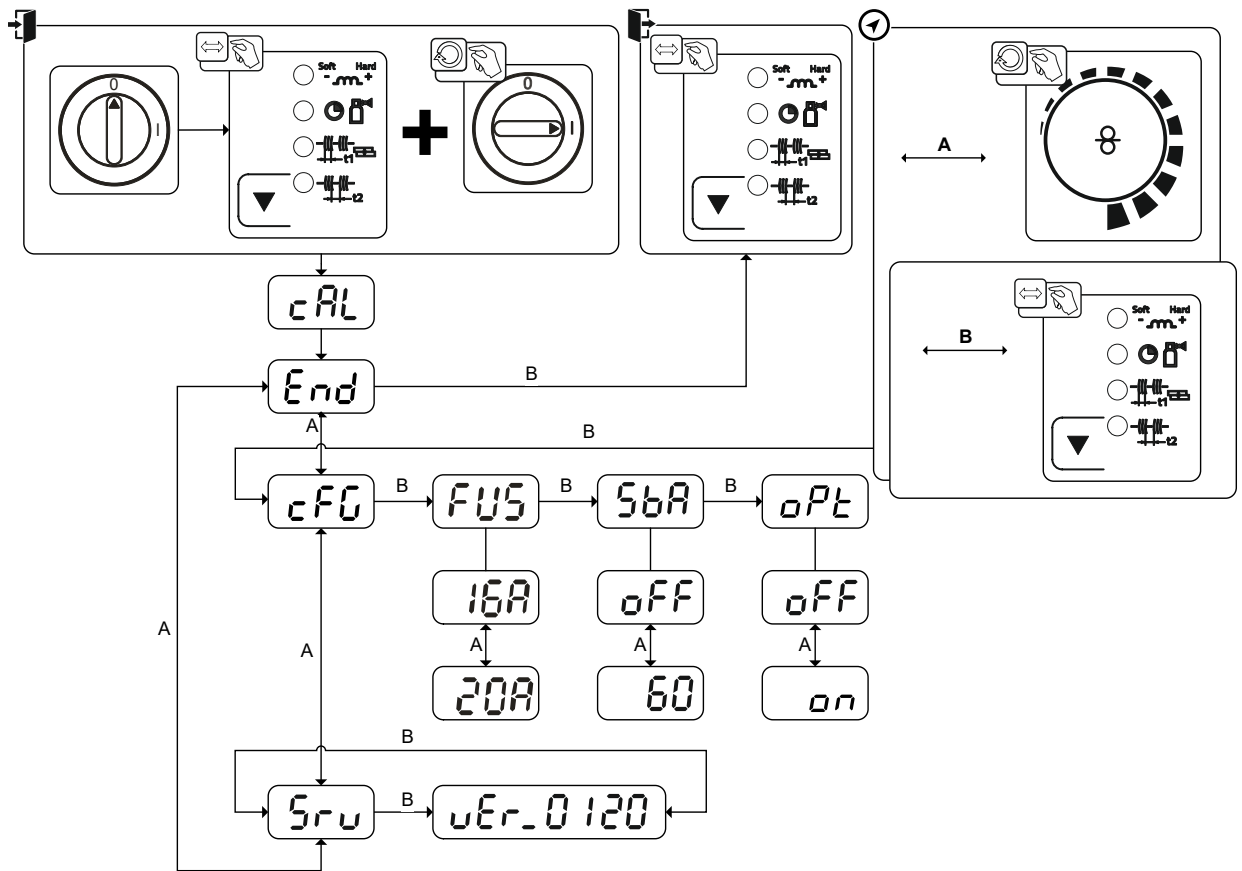 0
I
Soft Hard
- +
t1
t2
+
0
I
Soft Hard
- +
t1
t2
A
B
Soft Hard
- +
t1
t2
cAL
End
B
A
B
cFG
B
FUS
B
SbA
B
oPt
16A
oFF
oFF
A
A
A
A
A
20A
60
on
B
Sru
B
vEr_0120